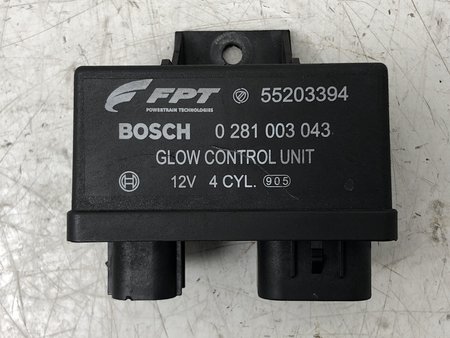 FPT 55203394
POWERTRAIN TECHNOLOGIES
BOSCH 0 281 003 043
GLOW CONTROL UNIT
12V 4 CYL. 905